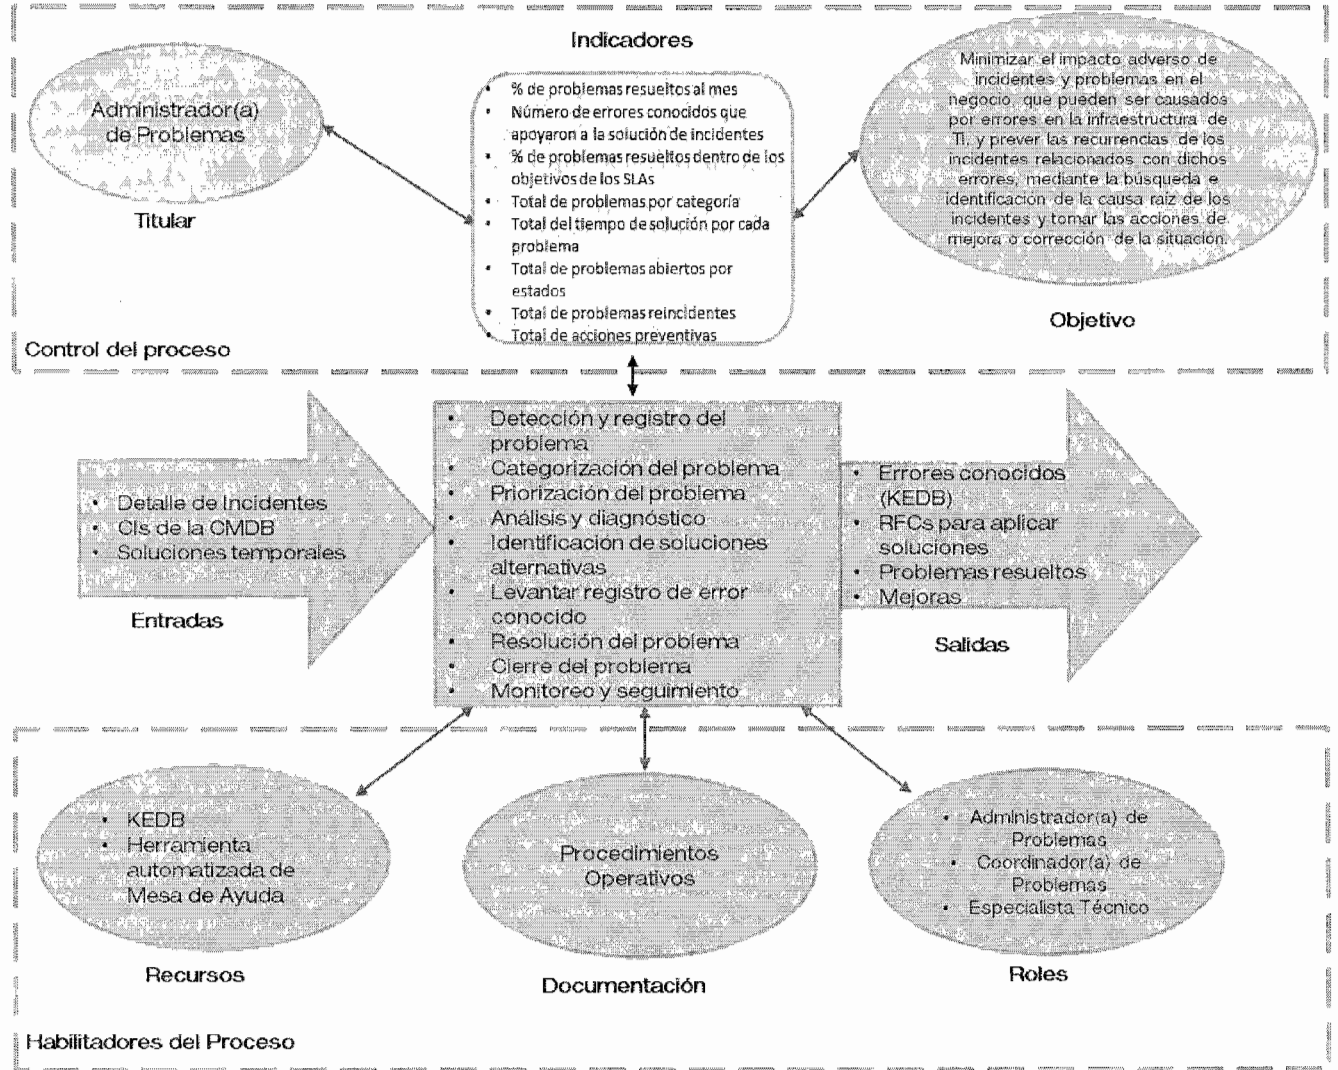 Indicadores
Administrador(a)
de Problemas
Titular
• % de problemas resueltos al mes
• Número de errores conocidos que
apoyaron a la solución de incidentes
• % de problemas resueltos dentro de los
objetivos de los SLAs
• Total de problemas por categoría
• Total del tiempo de solución por cada
problema
• Total de problemas abiertos por
estados
• Total de problemas reincidentes
• Total de acciones preventivas
Minimizar el impacto adverso de
incidentes y problemas en el
negocio, que pueden ser causados
por errores en la infraestructura de
TI, y prever las recurrencias de los
incidentes relacionados con dichos
errores, mediante la búsqueda e
identificación de la causa raíz de los
incidentes y tomar las acciones de
mejora o corrección de la situación.
Objetivo
Control del proceso
• Detalle de Incidentes
• CIs de la CMDB
• Soluciones temporales
Entradas
• Detección y registro del
problema
• Categorización del problema
• Priorización del problema
• Análisis y diagnóstico
• Identificación de soluciones
alternativas
• Levantar registro de error
conocido
• Resolución del problema
• Cierre del problema
• Monitoreo y seguimiento
• Errores conocidos
(KEDB)
• RFCs para aplicar
soluciones
• Problemas resueltos
• Mejoras
Salidas
• KEDB
• Herramienta
automatizada de
Mesa de Ayuda
Recursos
Procedimientos
Operativos
Documentación
• Administrador(a) de
Problemas
• Coordinador(a) de
Problemas
• Especialista Técnico
Roles
Habilitadores del Proceso